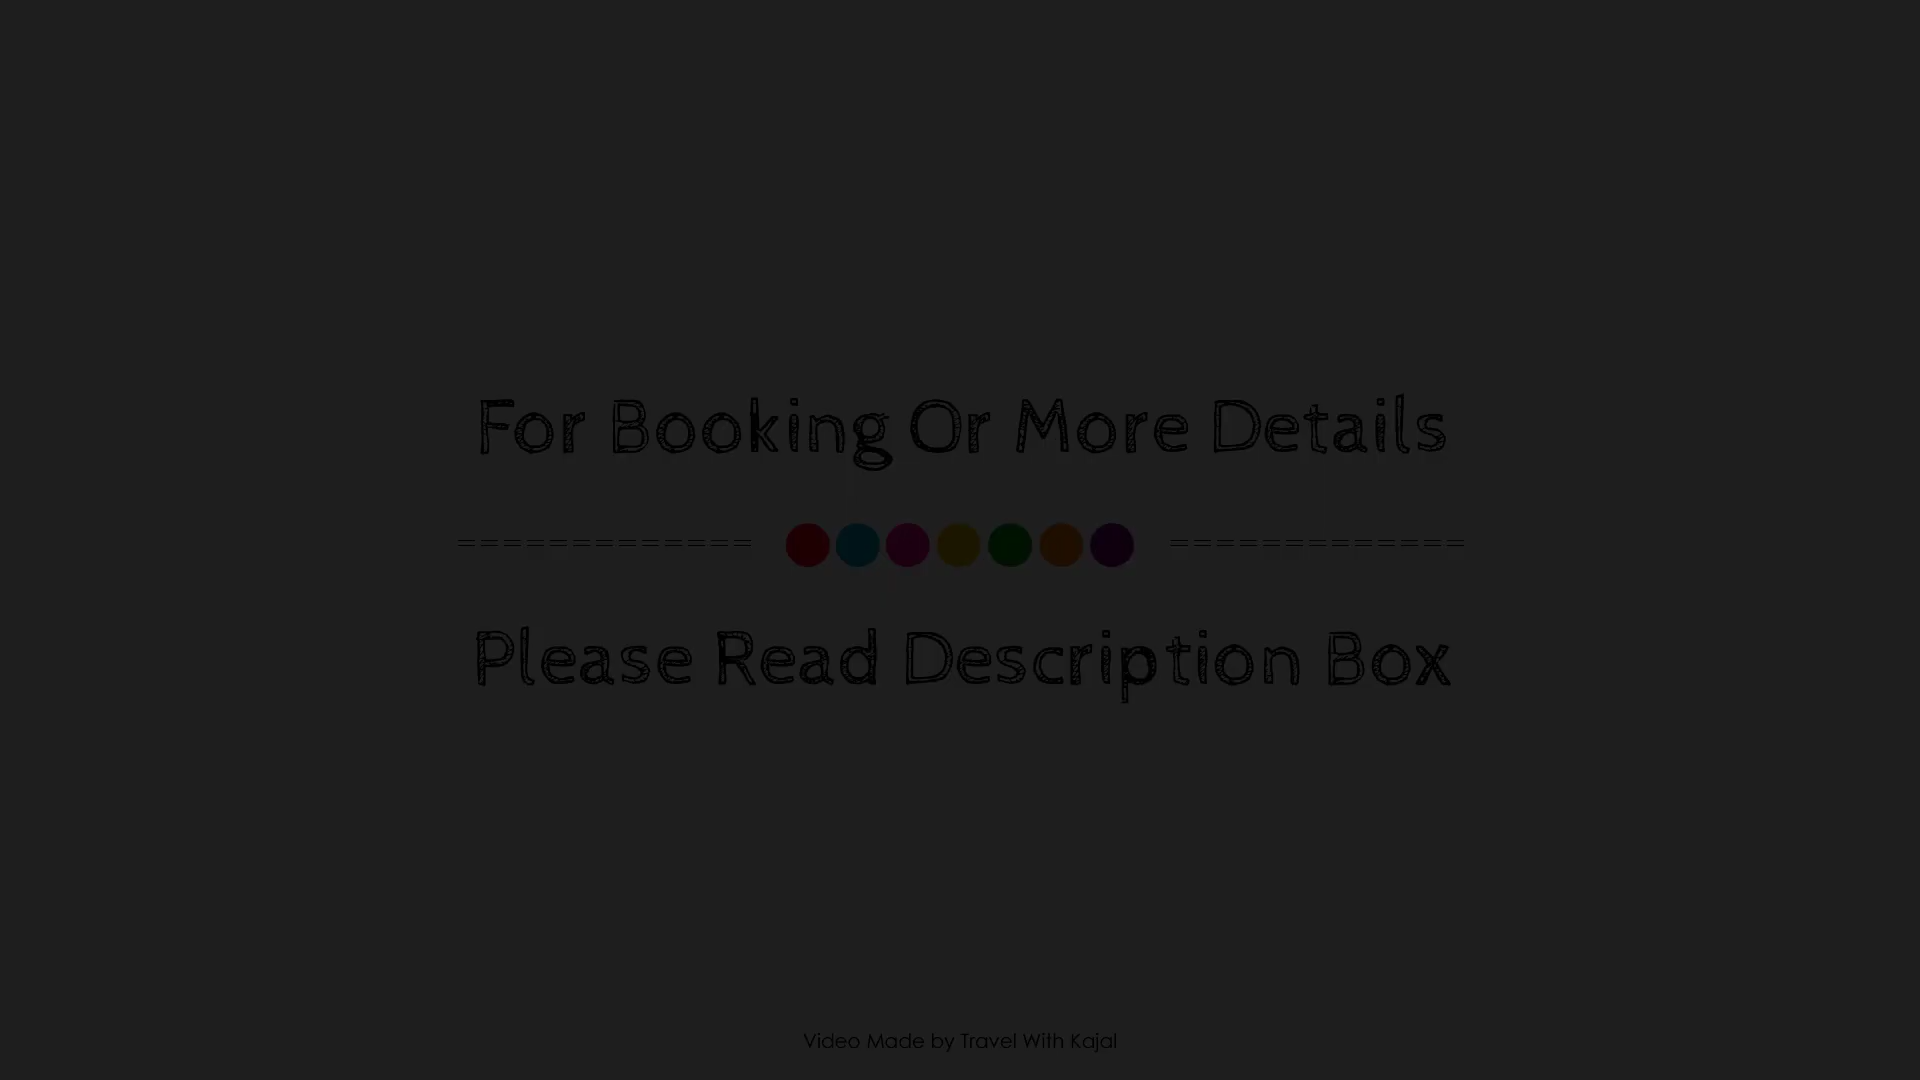 For Booking Or More Details
============= =============
Please Read Description Box
Video Made by Travel With Kajal